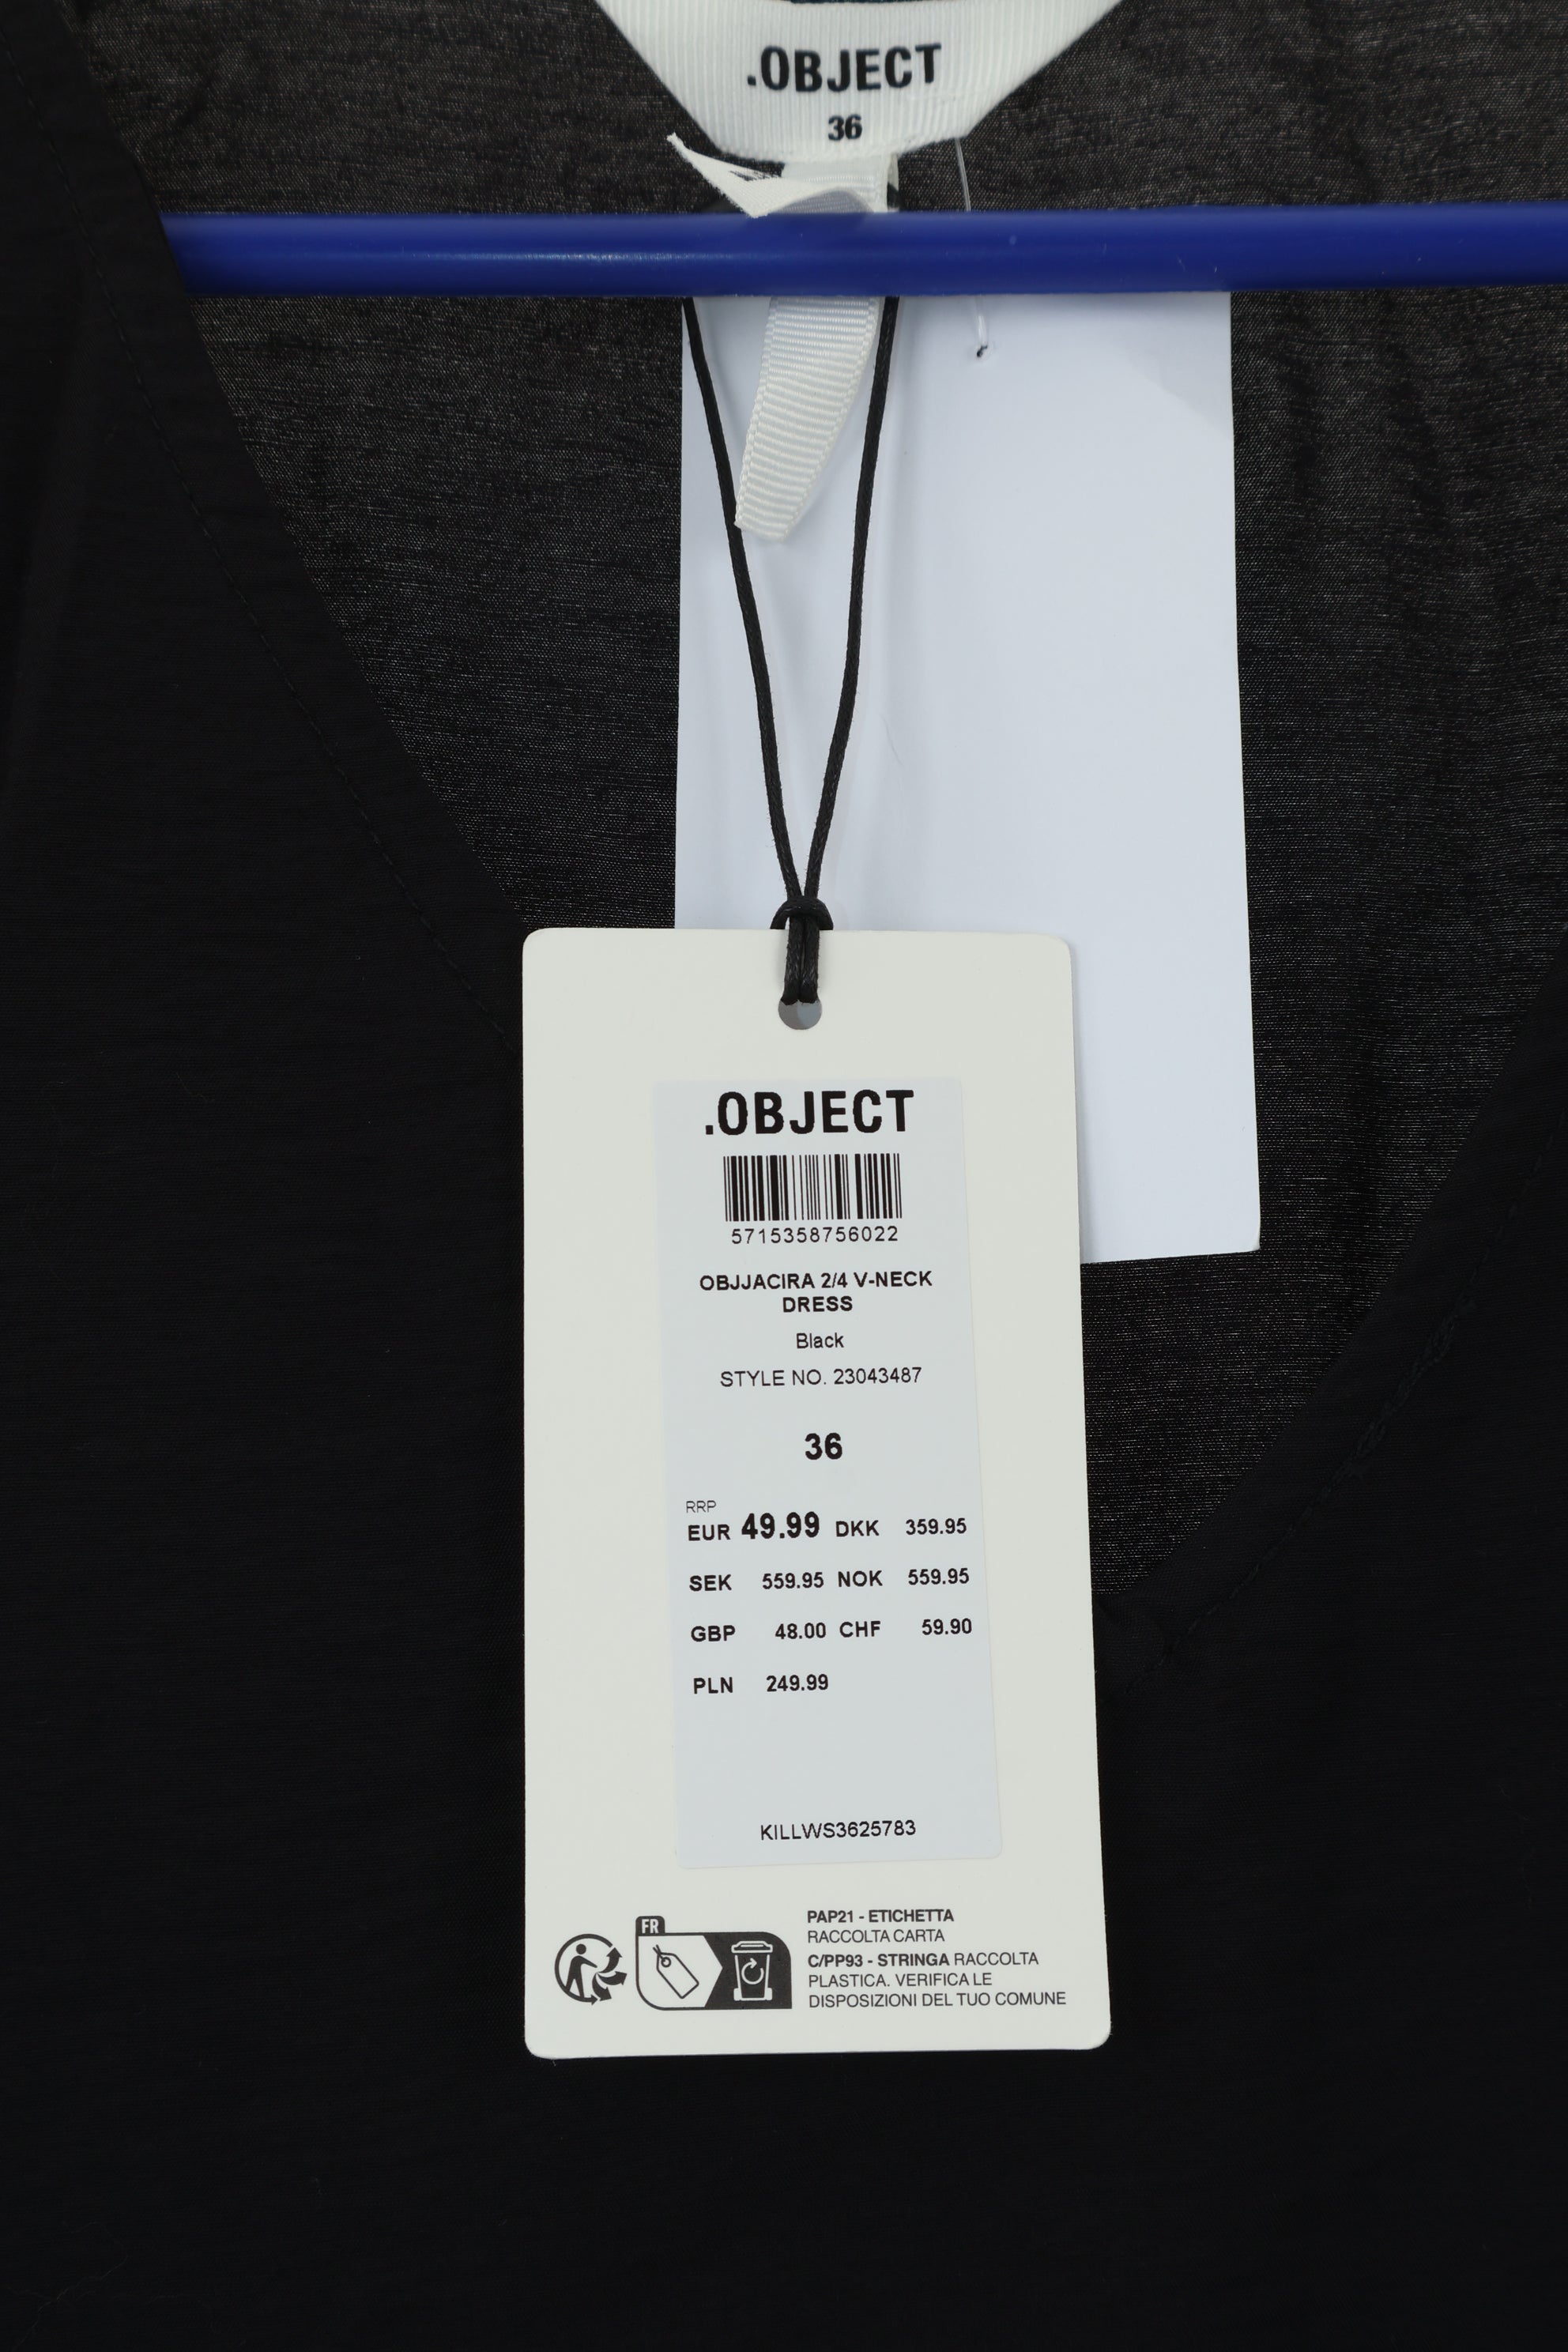 .OBJECT
36
.OBJECT
5715358756022
OBJJACIRA 2/4 V-NECK
DRESS
Black
STYLE NO. 23043487
36
RRP
EUR 49.99 DKK 359.95
SEK 559.95 NOK 559.95
GBP 48.00 CHF 59.90
PLN 249.99
KILLWS3625783
FR
PAP21 - ETICHETTA
RACCOLTA CARTA
C/PP93 - STRINGA RACCOLTA
PLASTICA. VERIFICA LE
DISPOSIZIONI DEL TUO COMUNE